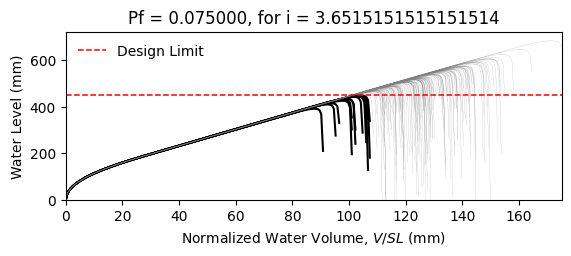 Pf = 0.075000, for i = 3.6515151515151514
Water Level (mm)
600
400
200
0
Design Limit
0 20 40 60 80 100 120 140 160
Normalized Water Volume, V/SL (mm)